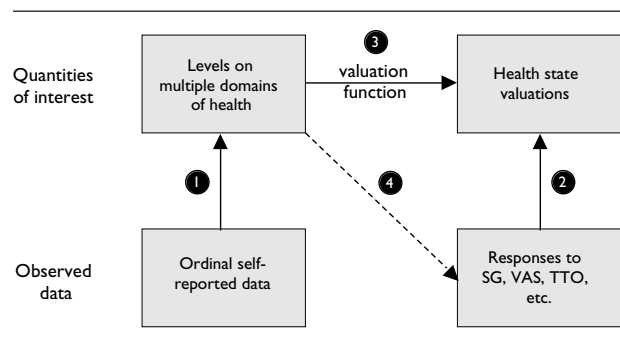 Quantities
of interest
Levels on
multiple domains
of health
3
valuation
function
Health state
valuations
1
4
2
Observed
data
Ordinal self-
reported data
Responses to
SG, VAS, TTO,
etc.